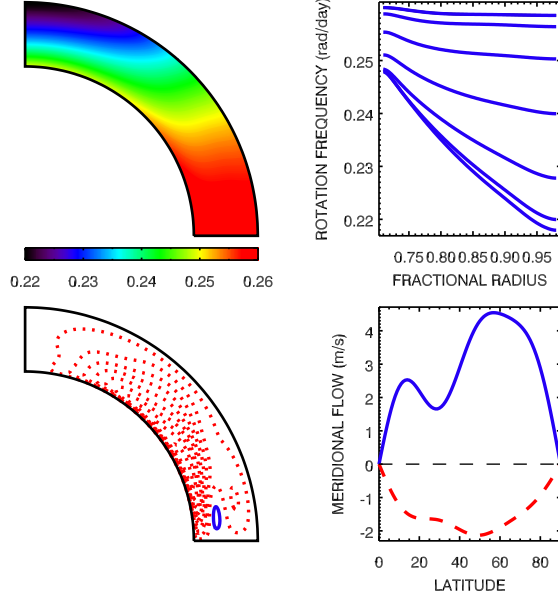 ROTATION FREQUENCY (rad/day)
0.25
0.24
0.23
0.22
0.75 0.80 0.85 0.90 0.95
FRACTIONAL RADIUS
0.22 0.23 0.24 0.25 0.26
MERIDIONAL FLOW (m/s)
4
3
2
1
0
-1
-2
0 20 40 60 80
LATITUDE